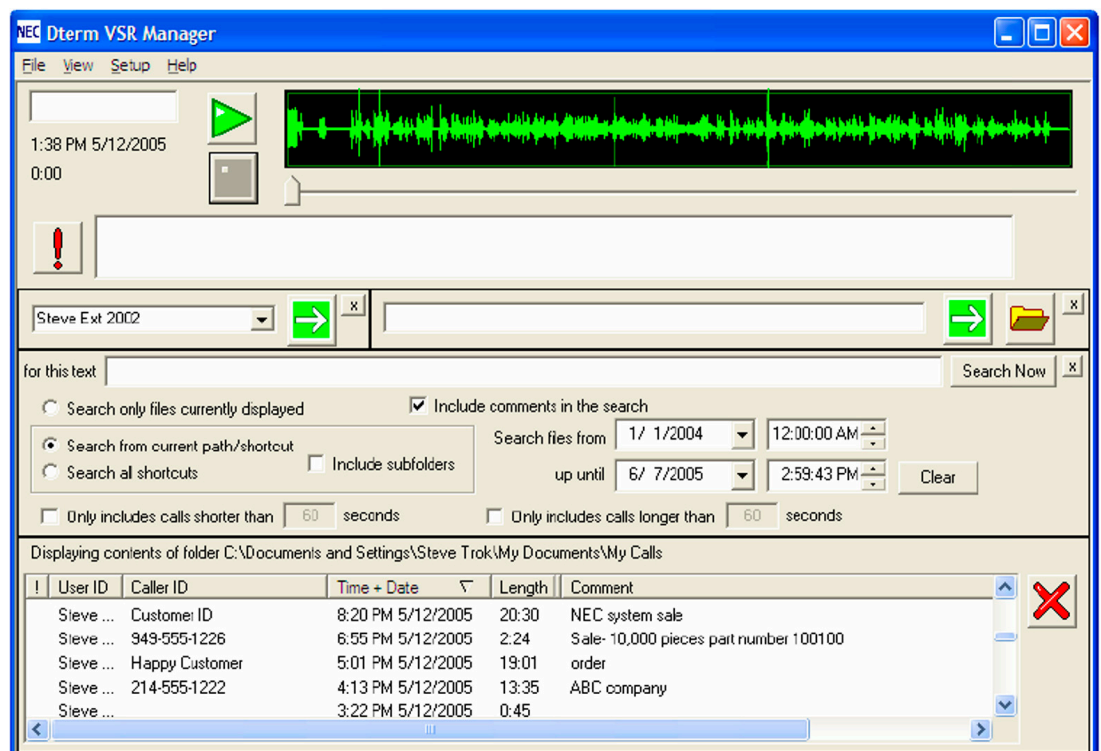 NEC Dterm VSR Manager
File View Setup Help
1:38 PM 5/12/2005
0:00
Steve Ext 2002
x
x
for this text
Search Now
x
Search only files currently displayed
Include comments in the search
Search from current path/shortcut
Search all shortcuts
Include subfolders
Search files from 1/ 1/2004 12:00:00 AM
up until 6/ 7/2005 2:59:43 PM Clear
Only includes calls shorter than 60 seconds
Only includes calls longer than 60 seconds
Displaying contents of folder C:\Documents and Settings\Steve Trok\My Documents\My Calls
! User ID Caller ID Time + Date Length Comment
Steve ... Customer ID 8:20 PM 5/12/2005 20:30 NEC system sale
Steve ... 949-555-1226 6:55 PM 5/12/2005 2:24 Sale- 10,000 pieces part number 100100
Steve ... Happy Customer 5:01 PM 5/12/2005 19:01 order
Steve ... 214-555-1222 4:13 PM 5/12/2005 13:35 ABC company
Steve ... 3:22 PM 5/12/2005 0:45